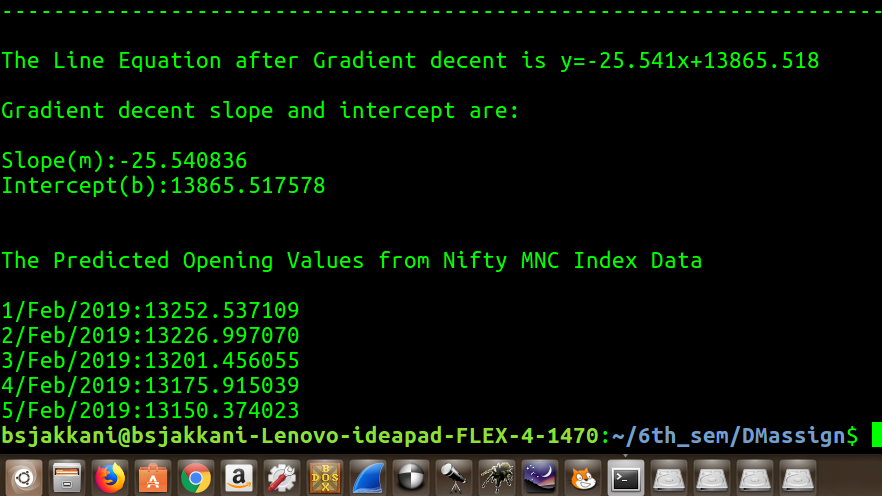 --------------------------------------------------------------------
The Line Equation after Gradient decent is y=-25.541x+13865.518
Gradient decent slope and intercept are:
Slope(m):-25.540836
Intercept(b):13865.517578
The Predicted Opening Values from Nifty MNC Index Data
1/Feb/2019:13252.537109
2/Feb/2019:13226.997070
3/Feb/2019:13201.456055
4/Feb/2019:13175.915039
5/Feb/2019:13150.374023
bsjakkani@bsjakkani-Lenovo-ideapad-FLEX-4-1470:~/6th_sem/DMassign$